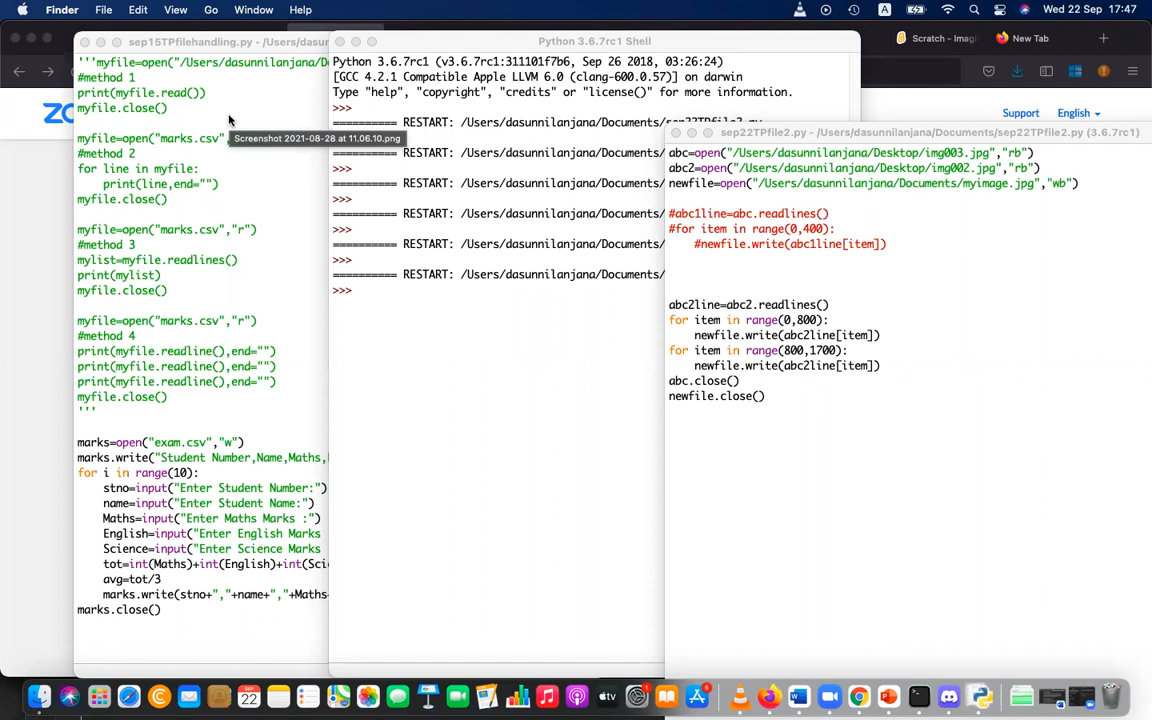 Finder File Edit View Go Window Help
A
Wed 22 Sep 17:47
Scratch - Imagi
New Tab
Support
English
sep15TPfilehandling.py - /Users/dasun
'''myfile=open("/Users/dasunnilanjana/D
#method 1
print(myfile.read())
myfile.close()
myfile=open("marks.csv",
#method 2
for line in myfile:
print(line,end="")
myfile.close()
myfile=open("marks.csv","r")
#method 3
mylist=myfile.readlines()
print(mylist)
myfile.close()
myfile=open("marks.csv","r")
#method 4
print(myfile.readline(),end="")
print(myfile.readline(),end="")
print(myfile.readline(),end="")
myfile.close()
'''
marks=open("exam.csv","w")
marks.write("Student Number,Name,Maths,
for i in range(10):
stno=input("Enter Student Number:")
name=input("Enter Student Name:")
Maths=input("Enter Maths Marks :")
English=input("Enter English Marks
Science=input("Enter Science Marks
tot=int(Maths)+int(English)+int(Sci
avg=tot/3
marks.write(stno+","+name+","+Maths
marks.close()
Screenshot 2021-08-28 at 11.06.10.png
Python 3.6.7rc1 Shell
Python 3.6.7rc1 (v3.6.7rc1:311101f7b6, Sep 26 2018, 03:26:24)
[GCC 4.2.1 Compatible Apple LLVM 6.0 (clang-600.0.57)] on darwin
Type "help", "copyright", "credits" or "license()" for more information.
>>>
========== RESTART: /Users/dasunnilanjana/Documents/sep22TPfile2.py
========== RESTART: /Users/dasunnilanjana/Documents/
>>>
========== RESTART: /Users/dasunnilanjana/Documents/
>>>
========== RESTART: /Users/dasunnilanjana/Documents/
>>>
========== RESTART: /Users/dasunnilanjana/Documents/
>>>
========== RESTART: /Users/dasunnilanjana/Documents/
>>>
sep22TPfile2.py - /Users/dasunnilanjana/Documents/sep22TPfile2.py (3.6.7rc1)
abc=open("/Users/dasunnilanjana/Desktop/img003.jpg","rb")
abc2=open("/Users/dasunnilanjana/Desktop/img002.jpg","rb")
newfile=open("/Users/dasunnilanjana/Documents/myimage.jpg","wb")
#abc1line=abc.readlines()
#for item in range(0,400):
#newfile.write(abc1line[item])
abc2line=abc2.readlines()
for item in range(0,800):
newfile.write(abc2line[item])
for item in range(800,1700):
newfile.write(abc2line[item])
abc.close()
newfile.close()
SEP
22
tv